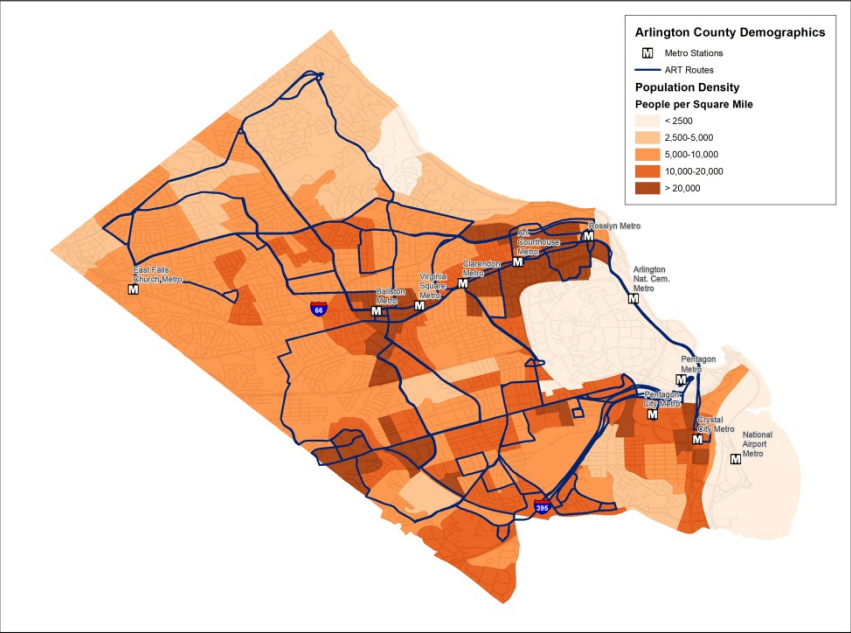 Arlington County Demographics
M Metro Stations
ART Routes
Population Density
People per Square Mile
< 2500
2,500-5,000
5,000-10,000
10,000-20,000
> 20,000
Rosslyn Metro
M
Art.
Courthouse
Metro
M
Clarendon
Metro
M
Virginia
Square
Metro
M
Ballston
Metro
M
East Falls
Church Metro
M
66
Arlington
Nat. Cem.
Metro
M
Pentagon
Metro
M
Pentagon
City Metro
M
Crystal
City Metro
M
National
Airport
Metro
M
395